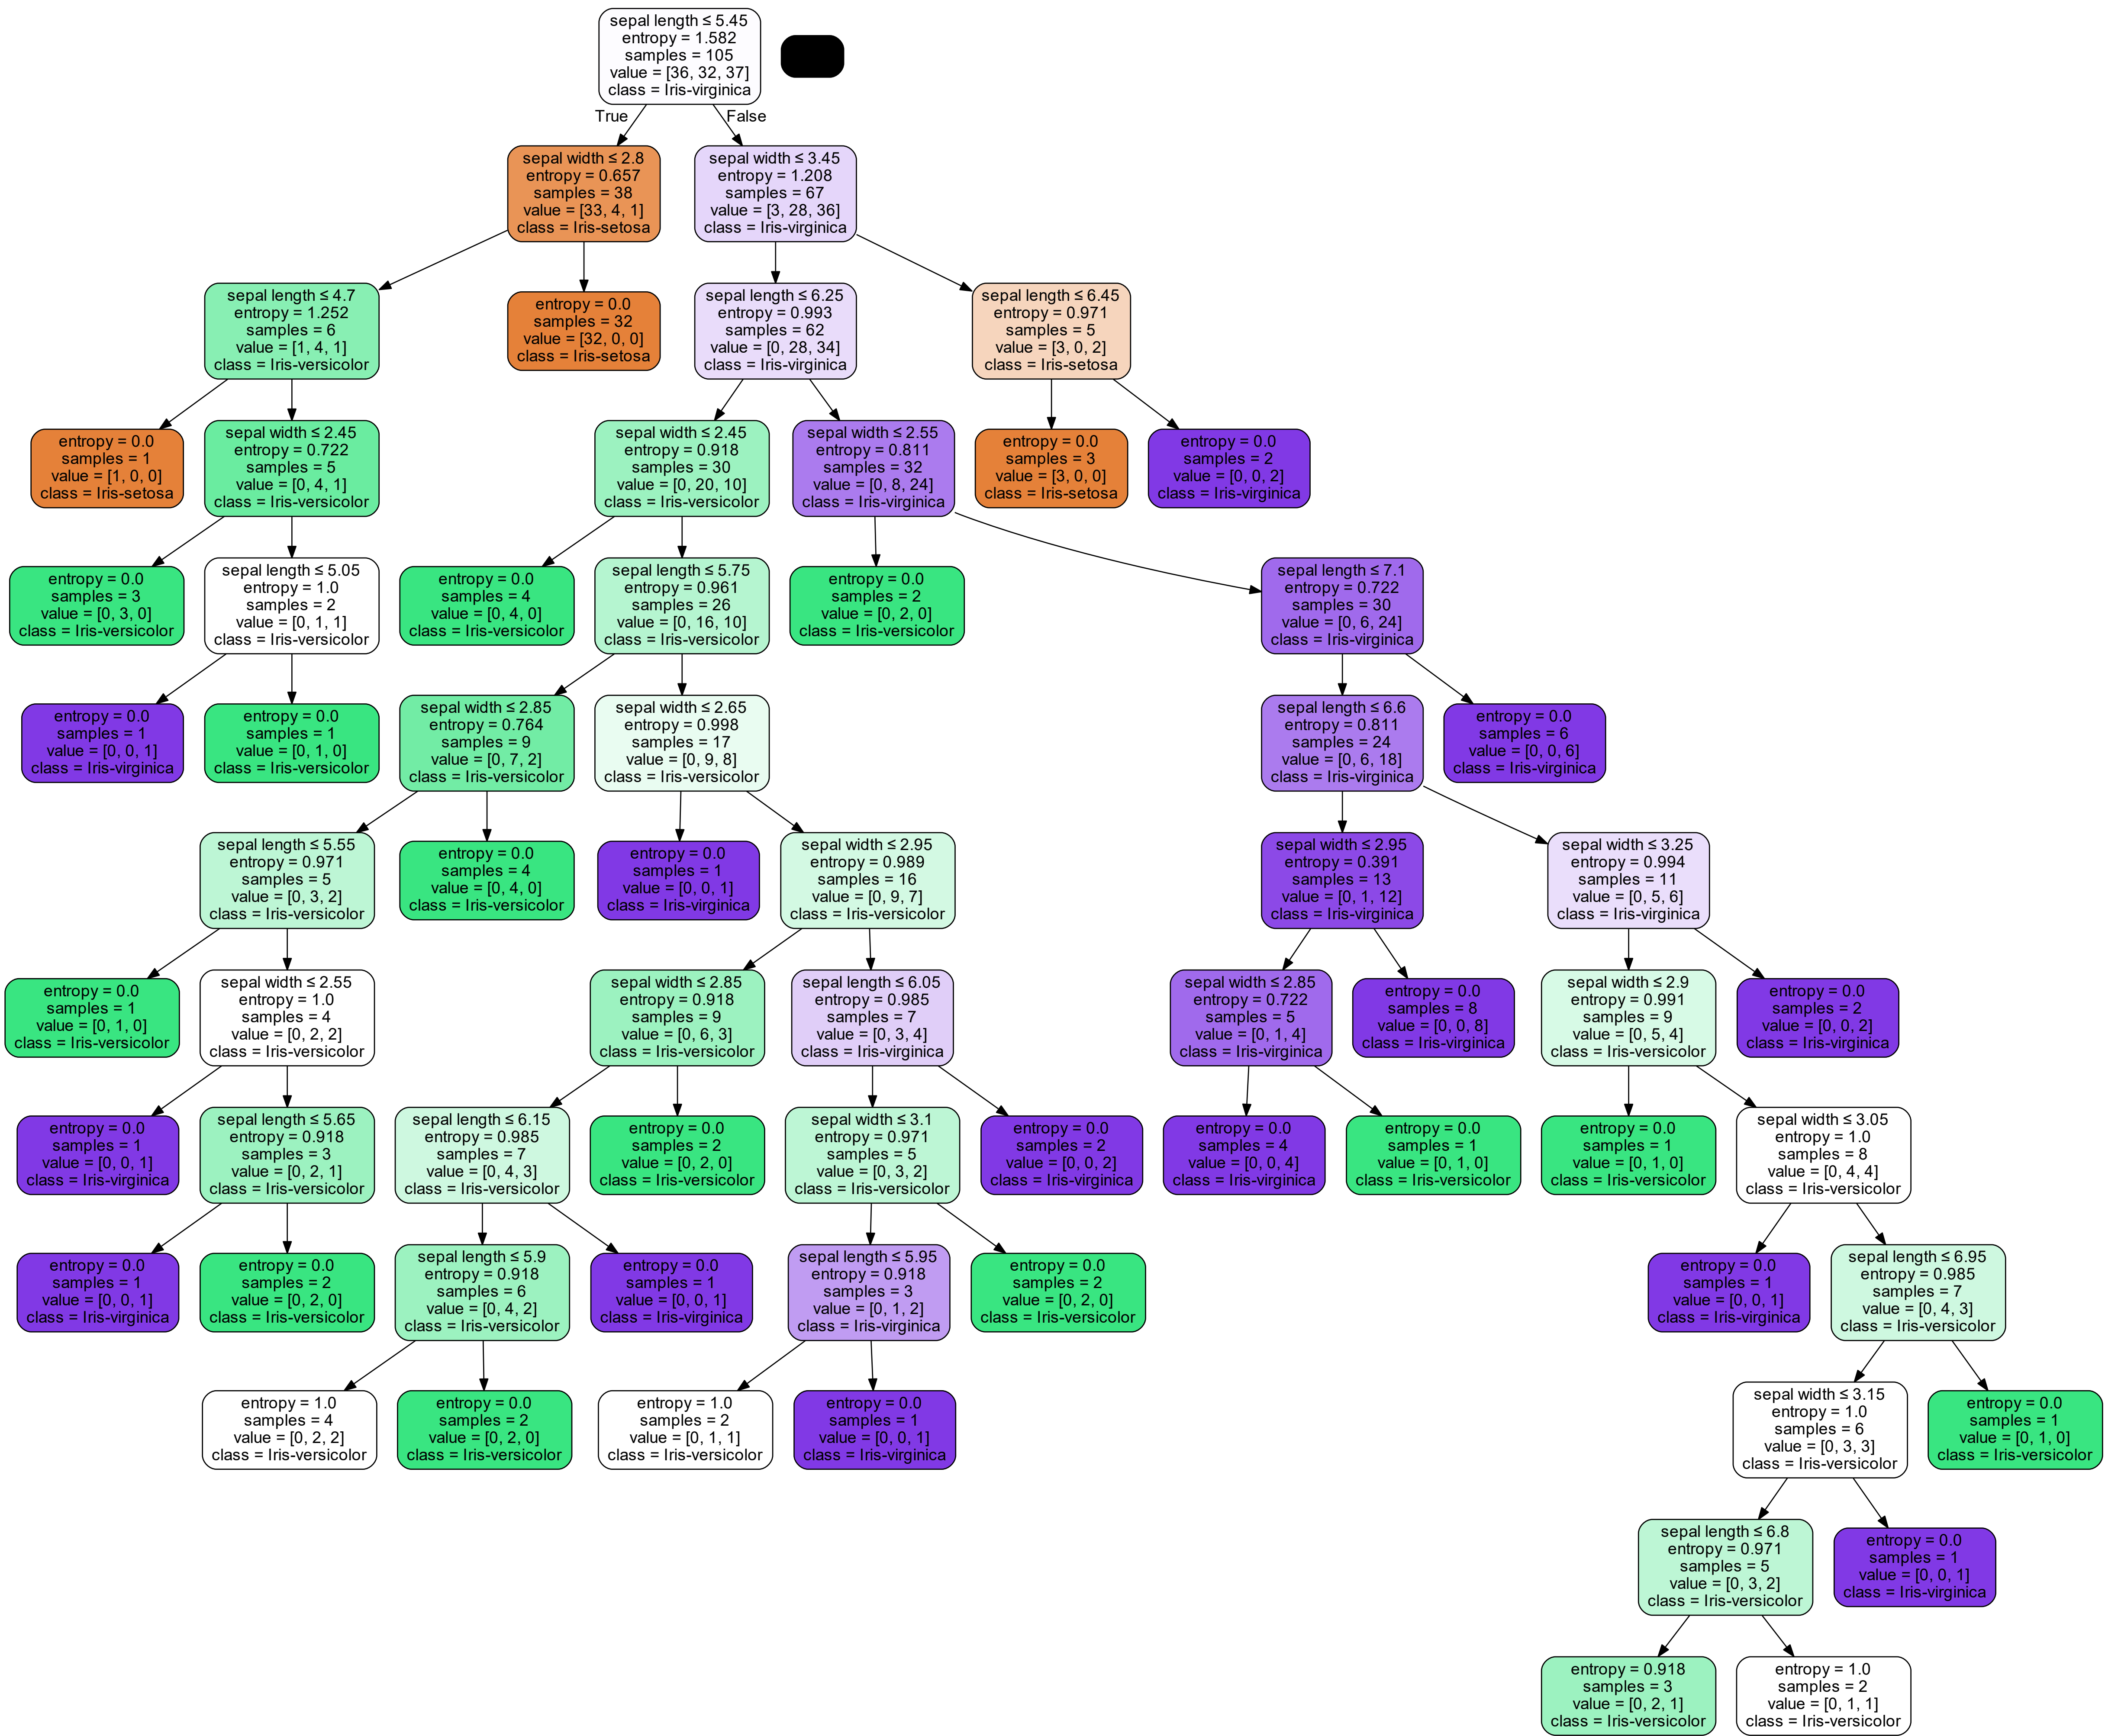 sepal length ≤ 5.45
entropy = 1.582
samples = 105
value = [36, 32, 37]
class = Iris-virginica
True
False
sepal width ≤ 2.8
entropy = 0.657
samples = 38
value = [33, 4, 1]
class = Iris-setosa
sepal width ≤ 3.45
entropy = 1.208
samples = 67
value = [3, 28, 36]
class = Iris-virginica
sepal length ≤ 4.7
entropy = 1.252
samples = 6
value = [1, 4, 1]
class = Iris-versicolor
entropy = 0.0
samples = 32
value = [32, 0, 0]
class = Iris-setosa
sepal length ≤ 6.25
entropy = 0.993
samples = 62
value = [0, 28, 34]
class = Iris-virginica
sepal length ≤ 6.45
entropy = 0.971
samples = 5
value = [3, 0, 2]
class = Iris-setosa
entropy = 0.0
samples = 1
value = [1, 0, 0]
class = Iris-setosa
sepal width ≤ 2.45
entropy = 0.722
samples = 5
value = [0, 4, 1]
class = Iris-versicolor
sepal width ≤ 2.45
entropy = 0.918
samples = 30
value = [0, 20, 10]
class = Iris-versicolor
sepal width ≤ 2.55
entropy = 0.811
samples = 32
value = [0, 8, 24]
class = Iris-virginica
entropy = 0.0
samples = 3
value = [3, 0, 0]
class = Iris-setosa
entropy = 0.0
samples = 2
value = [0, 0, 2]
class = Iris-virginica
entropy = 0.0
samples = 3
value = [0, 3, 0]
class = Iris-versicolor
sepal length ≤ 5.05
entropy = 1.0
samples = 2
value = [0, 1, 1]
class = Iris-versicolor
entropy = 0.0
samples = 4
value = [0, 4, 0]
class = Iris-versicolor
sepal length ≤ 5.75
entropy = 0.961
samples = 26
value = [0, 16, 10]
class = Iris-versicolor
entropy = 0.0
samples = 2
value = [0, 2, 0]
class = Iris-versicolor
sepal length ≤ 7.1
entropy = 0.722
samples = 30
value = [0, 6, 24]
class = Iris-virginica
entropy = 0.0
samples = 1
value = [0, 0, 1]
class = Iris-virginica
entropy = 0.0
samples = 1
value = [0, 1, 0]
class = Iris-versicolor
sepal width ≤ 2.85
entropy = 0.764
samples = 9
value = [0, 7, 2]
class = Iris-versicolor
sepal width ≤ 2.65
entropy = 0.998
samples = 17
value = [0, 9, 8]
class = Iris-versicolor
sepal length ≤ 6.6
entropy = 0.811
samples = 24
value = [0, 6, 18]
class = Iris-virginica
entropy = 0.0
samples = 6
value = [0, 0, 6]
class = Iris-virginica
sepal length ≤ 5.55
entropy = 0.971
samples = 5
value = [0, 3, 2]
class = Iris-versicolor
entropy = 0.0
samples = 4
value = [0, 4, 0]
class = Iris-versicolor
entropy = 0.0
samples = 1
value = [0, 0, 1]
class = Iris-virginica
sepal width ≤ 2.95
entropy = 0.989
samples = 16
value = [0, 9, 7]
class = Iris-versicolor
sepal width ≤ 2.95
entropy = 0.391
samples = 13
value = [0, 1, 12]
class = Iris-virginica
sepal width ≤ 3.25
entropy = 0.994
samples = 11
value = [0, 5, 6]
class = Iris-virginica
entropy = 0.0
samples = 1
value = [0, 1, 0]
class = Iris-versicolor
sepal width ≤ 2.55
entropy = 1.0
samples = 4
value = [0, 2, 2]
class = Iris-versicolor
sepal width ≤ 2.85
entropy = 0.918
samples = 9
value = [0, 6, 3]
class = Iris-versicolor
sepal length ≤ 6.05
entropy = 0.985
samples = 7
value = [0, 3, 4]
class = Iris-virginica
sepal width ≤ 2.85
entropy = 0.722
samples = 5
value = [0, 1, 4]
class = Iris-virginica
entropy = 0.0
samples = 8
value = [0, 0, 8]
class = Iris-virginica
sepal width ≤ 2.9
entropy = 0.991
samples = 9
value = [0, 5, 4]
class = Iris-versicolor
entropy = 0.0
samples = 2
value = [0, 0, 2]
class = Iris-virginica
entropy = 0.0
samples = 1
value = [0, 0, 1]
class = Iris-virginica
sepal length ≤ 5.65
entropy = 0.918
samples = 3
value = [0, 2, 1]
class = Iris-versicolor
sepal length ≤ 6.15
entropy = 0.985
samples = 7
value = [0, 4, 3]
class = Iris-versicolor
entropy = 0.0
samples = 2
value = [0, 2, 0]
class = Iris-versicolor
sepal width ≤ 3.1
entropy = 0.971
samples = 5
value = [0, 3, 2]
class = Iris-versicolor
entropy = 0.0
samples = 2
value = [0, 0, 2]
class = Iris-virginica
entropy = 0.0
samples = 4
value = [0, 0, 4]
class = Iris-virginica
entropy = 0.0
samples = 1
value = [0, 1, 0]
class = Iris-versicolor
entropy = 0.0
samples = 1
value = [0, 1, 0]
class = Iris-versicolor
sepal width ≤ 3.05
entropy = 1.0
samples = 8
value = [0, 4, 4]
class = Iris-versicolor
entropy = 0.0
samples = 1
value = [0, 0, 1]
class = Iris-virginica
entropy = 0.0
samples = 2
value = [0, 2, 0]
class = Iris-versicolor
sepal length ≤ 5.9
entropy = 0.918
samples = 6
value = [0, 4, 2]
class = Iris-versicolor
entropy = 0.0
samples = 1
value = [0, 0, 1]
class = Iris-virginica
sepal length ≤ 5.95
entropy = 0.918
samples = 3
value = [0, 1, 2]
class = Iris-virginica
entropy = 0.0
samples = 2
value = [0, 2, 0]
class = Iris-versicolor
entropy = 0.0
samples = 1
value = [0, 0, 1]
class = Iris-virginica
sepal length ≤ 6.95
entropy = 0.985
samples = 7
value = [0, 4, 3]
class = Iris-versicolor
entropy = 1.0
samples = 4
value = [0, 2, 2]
class = Iris-versicolor
entropy = 0.0
samples = 2
value = [0, 2, 0]
class = Iris-versicolor
entropy = 1.0
samples = 2
value = [0, 1, 1]
class = Iris-versicolor
entropy = 0.0
samples = 1
value = [0, 0, 1]
class = Iris-virginica
sepal width ≤ 3.15
entropy = 1.0
samples = 6
value = [0, 3, 3]
class = Iris-versicolor
entropy = 0.0
samples = 1
value = [0, 1, 0]
class = Iris-versicolor
sepal length ≤ 6.8
entropy = 0.971
samples = 5
value = [0, 3, 2]
class = Iris-versicolor
entropy = 0.0
samples = 1
value = [0, 0, 1]
class = Iris-virginica
entropy = 0.918
samples = 3
value = [0, 2, 1]
class = Iris-versicolor
entropy = 1.0
samples = 2
value = [0, 1, 1]
class = Iris-versicolor